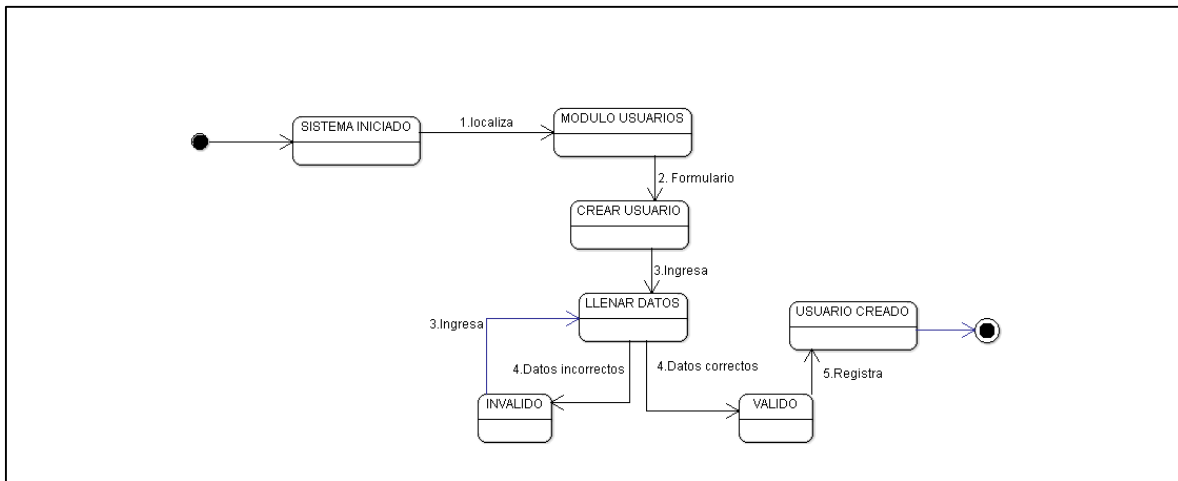 SISTEMA INICIADO
1.localiza
MODULO USUARIOS
2. Formulario
CREAR USUARIO
3.Ingresa
LLENAR DATOS
3.Ingresa
4.Datos incorrectos
4.Datos correctos
INVALIDO
VALIDO
5.Registra
USUARIO CREADO